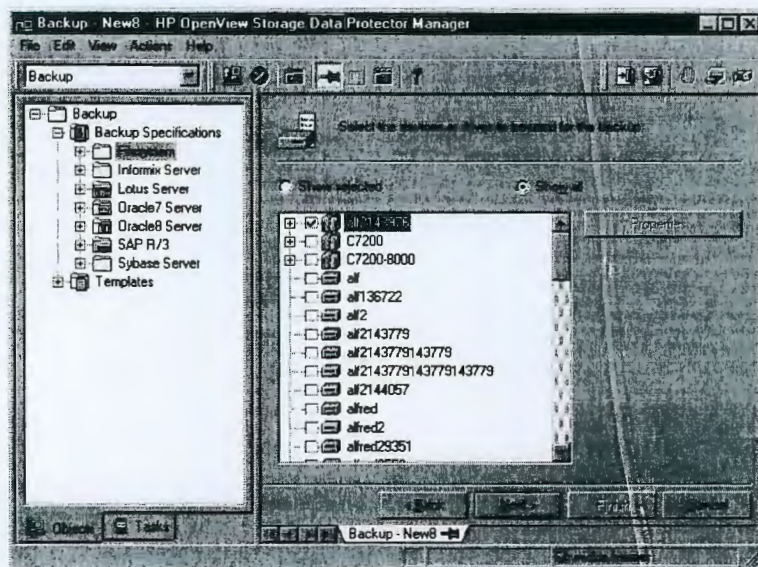 Backup - New8 - HP OpenView Storage Data Protector Manager
File Edit View Actions Help
Backup
Backup
Backup Specifications
Filesystem
Informix Server
Lotus Server
Oracle7 Server
Oracle8 Server
SAP R/3
Sybase Server
Templates
Objects
Tasks
Select the devices or drives to be used for the backup.
Show selected
Show all
Properties
C7200
C7200-8000
alf
alf136722
alf2
alf2143779
alf2143779143779
alf2143779143779143779
alf2144057
alfred
alfred2
alfred29351
< Back
Next >
Finish
Cancel
Backup - New8